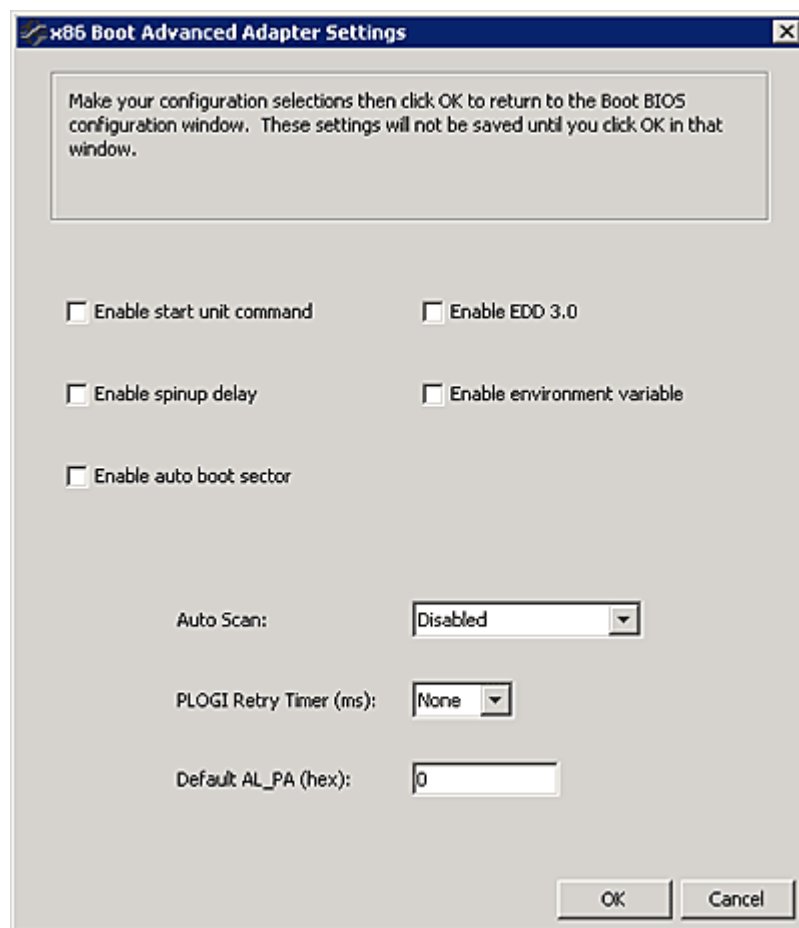 x86 Boot Advanced Adapter Settings
Make your configuration selections then click OK to return to the Boot BIOS
configuration window. These settings will not be saved until you click OK in that
window.
Enable start unit command
Enable EDD 3.0
Enable spinup delay
Enable environment variable
Enable auto boot sector
Auto Scan: Disabled
PLOGI Retry Timer (ms): None
Default AL_PA (hex): 0
OK Cancel